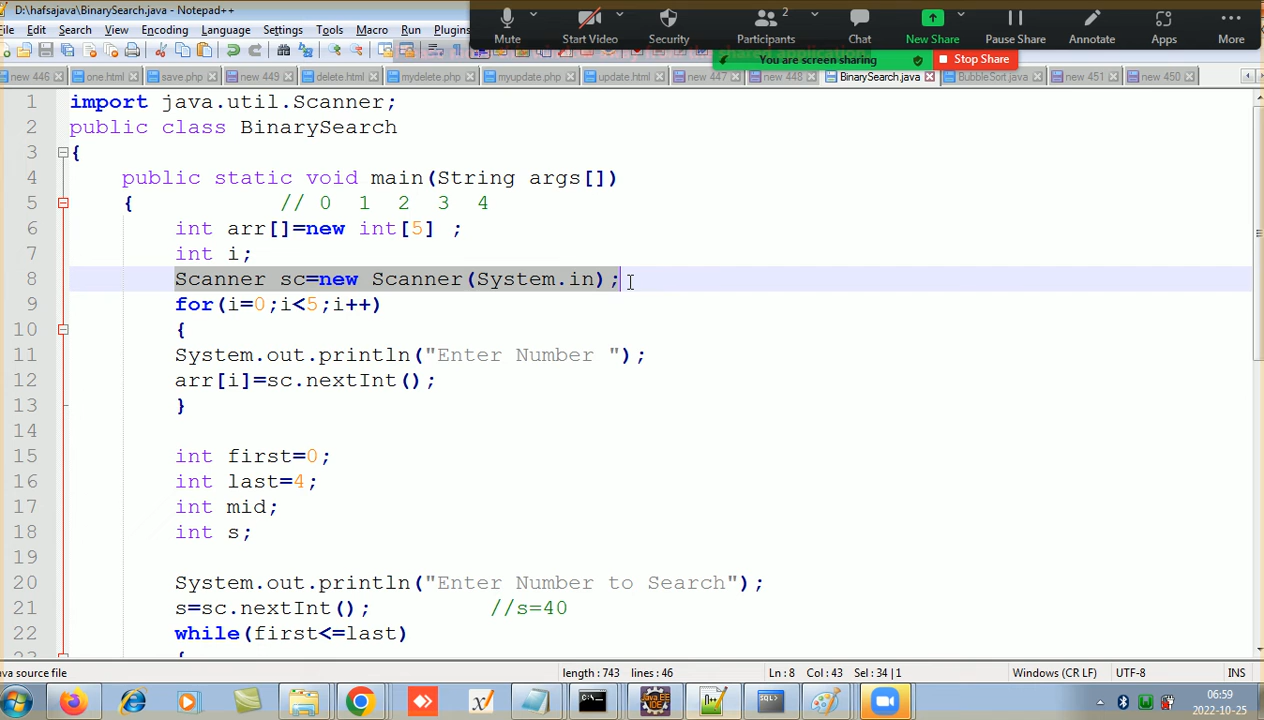 D:\hafsajava\BinarySearch.java - Notepad++
File Edit Search View Encoding Language Settings Tools Macro Run Plugins
Mute Start Video Security Participants 2 Chat New Share Pause Share Annotate Apps More
You are screen sharing Stop Share
new 446 one.html save.php new 449 delete.html mydelete.php myupdate.php update.html new 447 new 448 BinarySearch.java BubbleSort.java new 451 new 450
1 import java.util.Scanner;
2 public class BinarySearch
3 {
4 public static void main(String args[])
5 { // 0 1 2 3 4
6 int arr[]=new int[5] ;
7 int i;
8 Scanner sc=new Scanner(System.in);
9 for(i=0;i<5;i++)
10 {
11 System.out.println("Enter Number ");
12 arr[i]=sc.nextInt();
13 }
14
15 int first=0;
16 int last=4;
17 int mid;
18 int s;
19
20 System.out.println("Enter Number to Search");
21 s=sc.nextInt(); //s=40
22 while(first<=last)
23 {
ava source file length : 743 lines : 46 Ln : 8 Col : 43 Sel : 34 | 1 Windows (CR LF) UTF-8 INS
06:59
2022-10-25